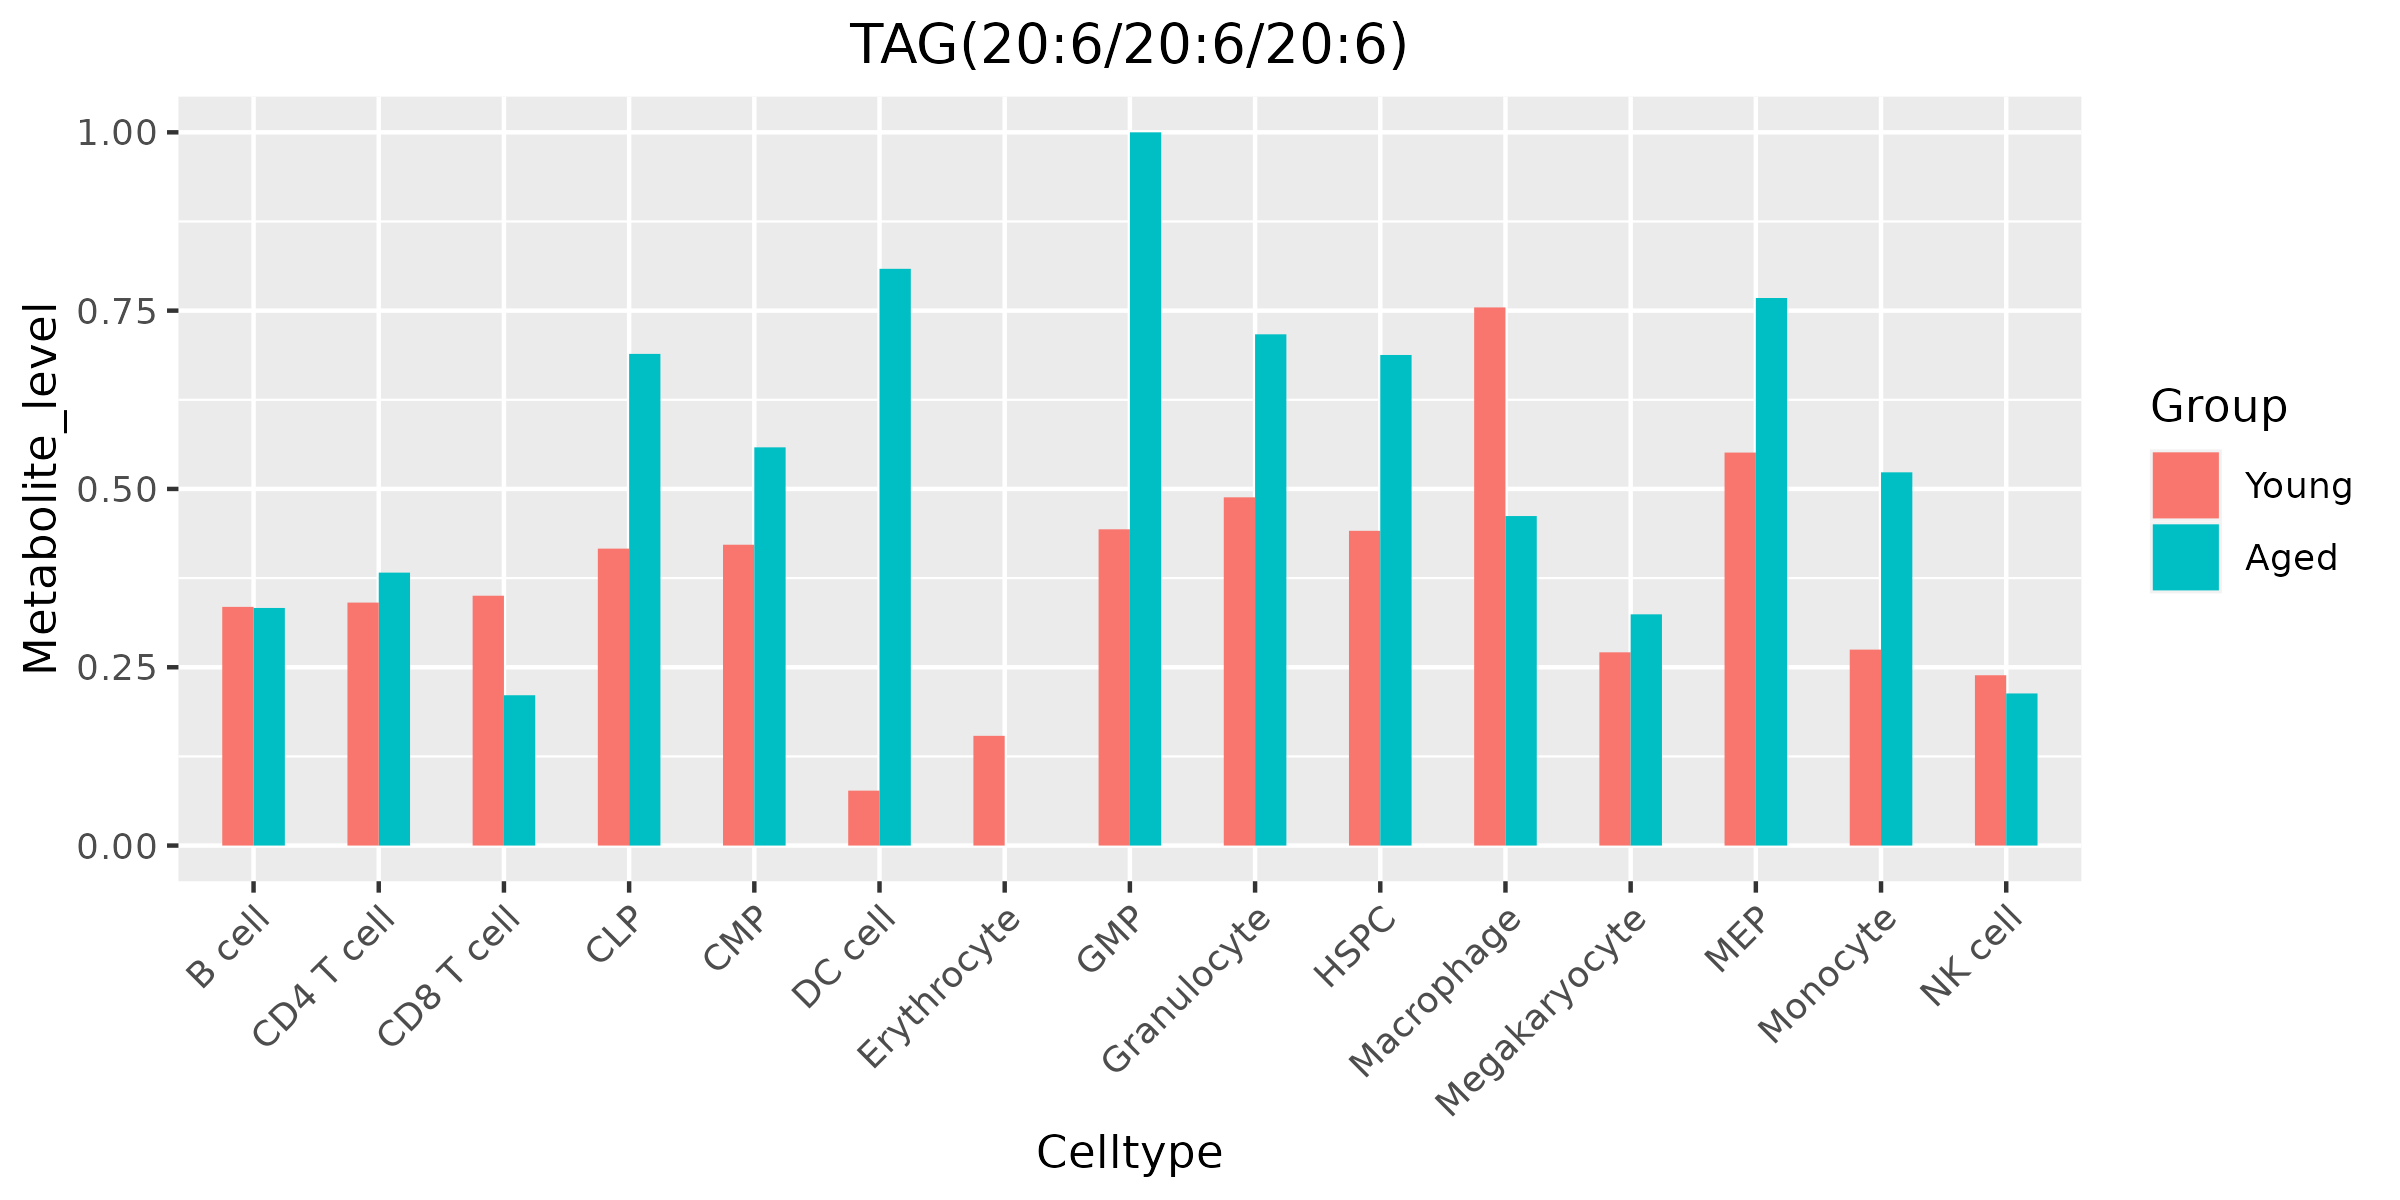 TAG(20:6/20:6/20:6)
Metabolite_level
1.00
0.75
0.50
0.25
0.00
B cell
CD4 T cell
CD8 T cell
CLP
CMP
DC cell
Erythrocyte
GMP
Granulocyte
HSPC
Macrophage
Megakaryocyte
MEP
Monocyte
NK cell
Celltype
Group
Young
Aged